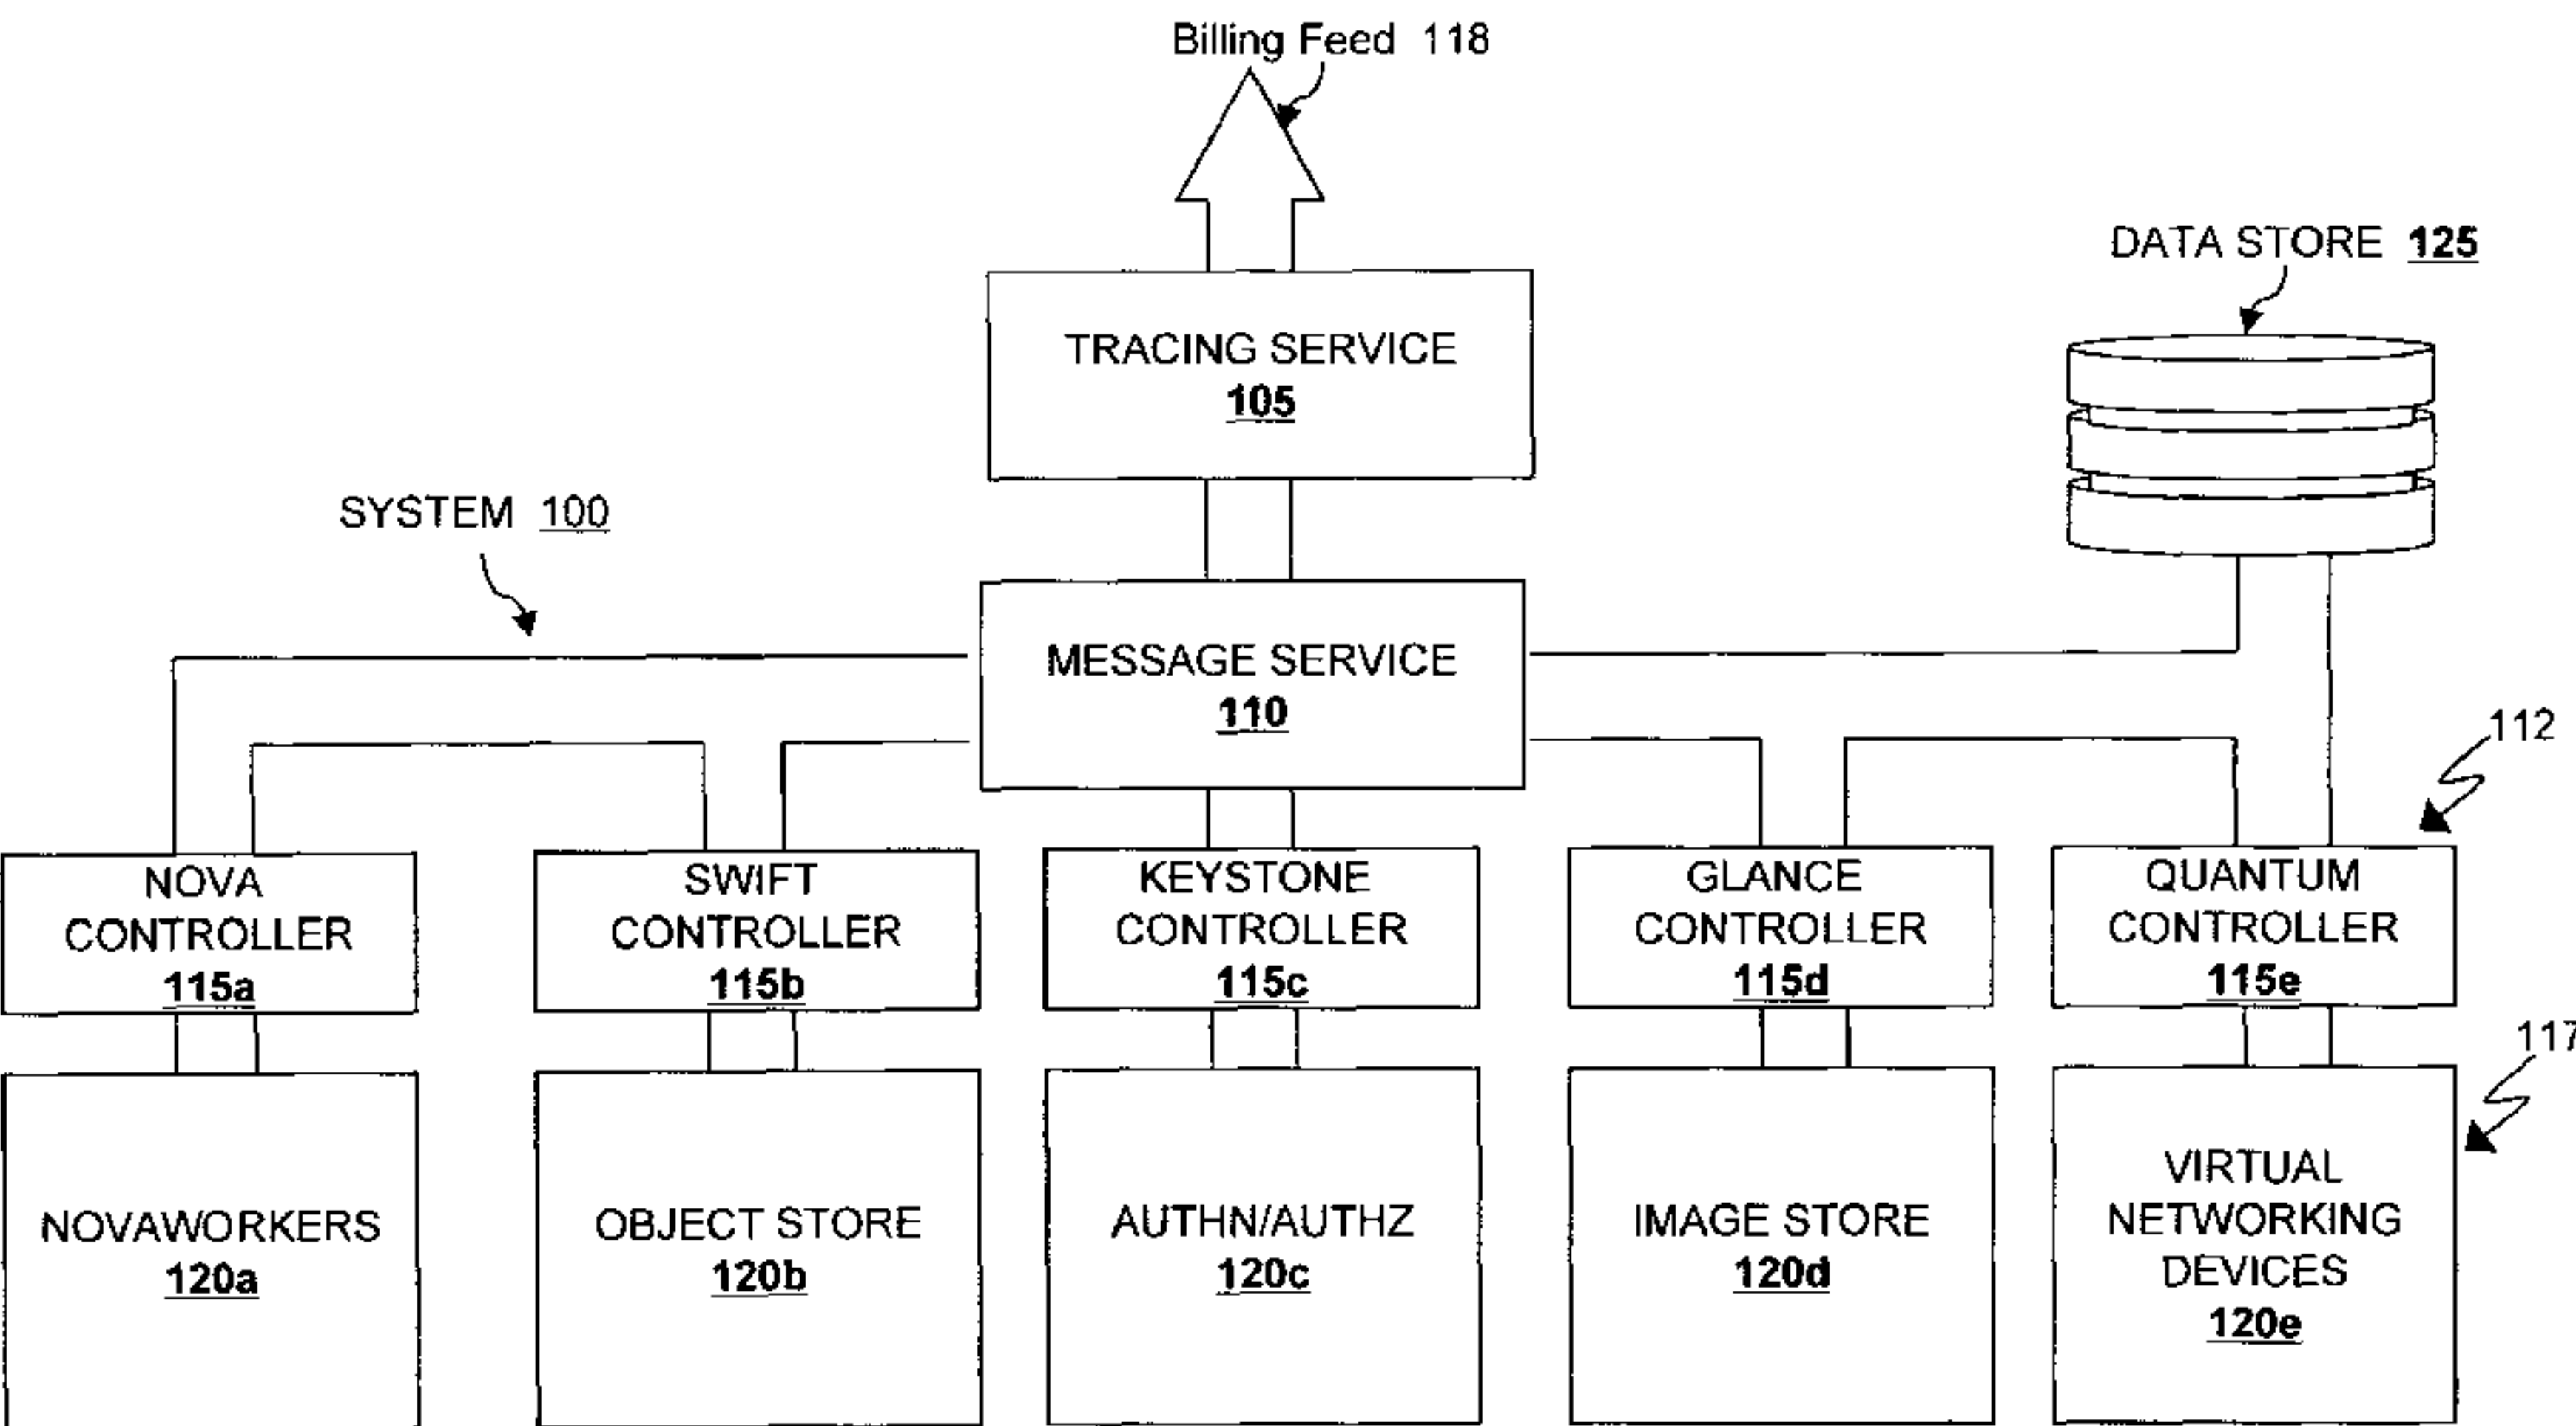 Billing Feed 118
DATA STORE 125
TRACING SERVICE
105
SYSTEM 100
MESSAGE SERVICE
110
112
NOVA
CONTROLLER
115a
SWIFT
CONTROLLER
115b
KEYSTONE
CONTROLLER
115c
GLANCE
CONTROLLER
115d
QUANTUM
CONTROLLER
115e
117
NOVAWORKERS
120a
OBJECT STORE
120b
AUTHN/AUTHZ
120c
IMAGE STORE
120d
VIRTUAL
NETWORKING
DEVICES
120e